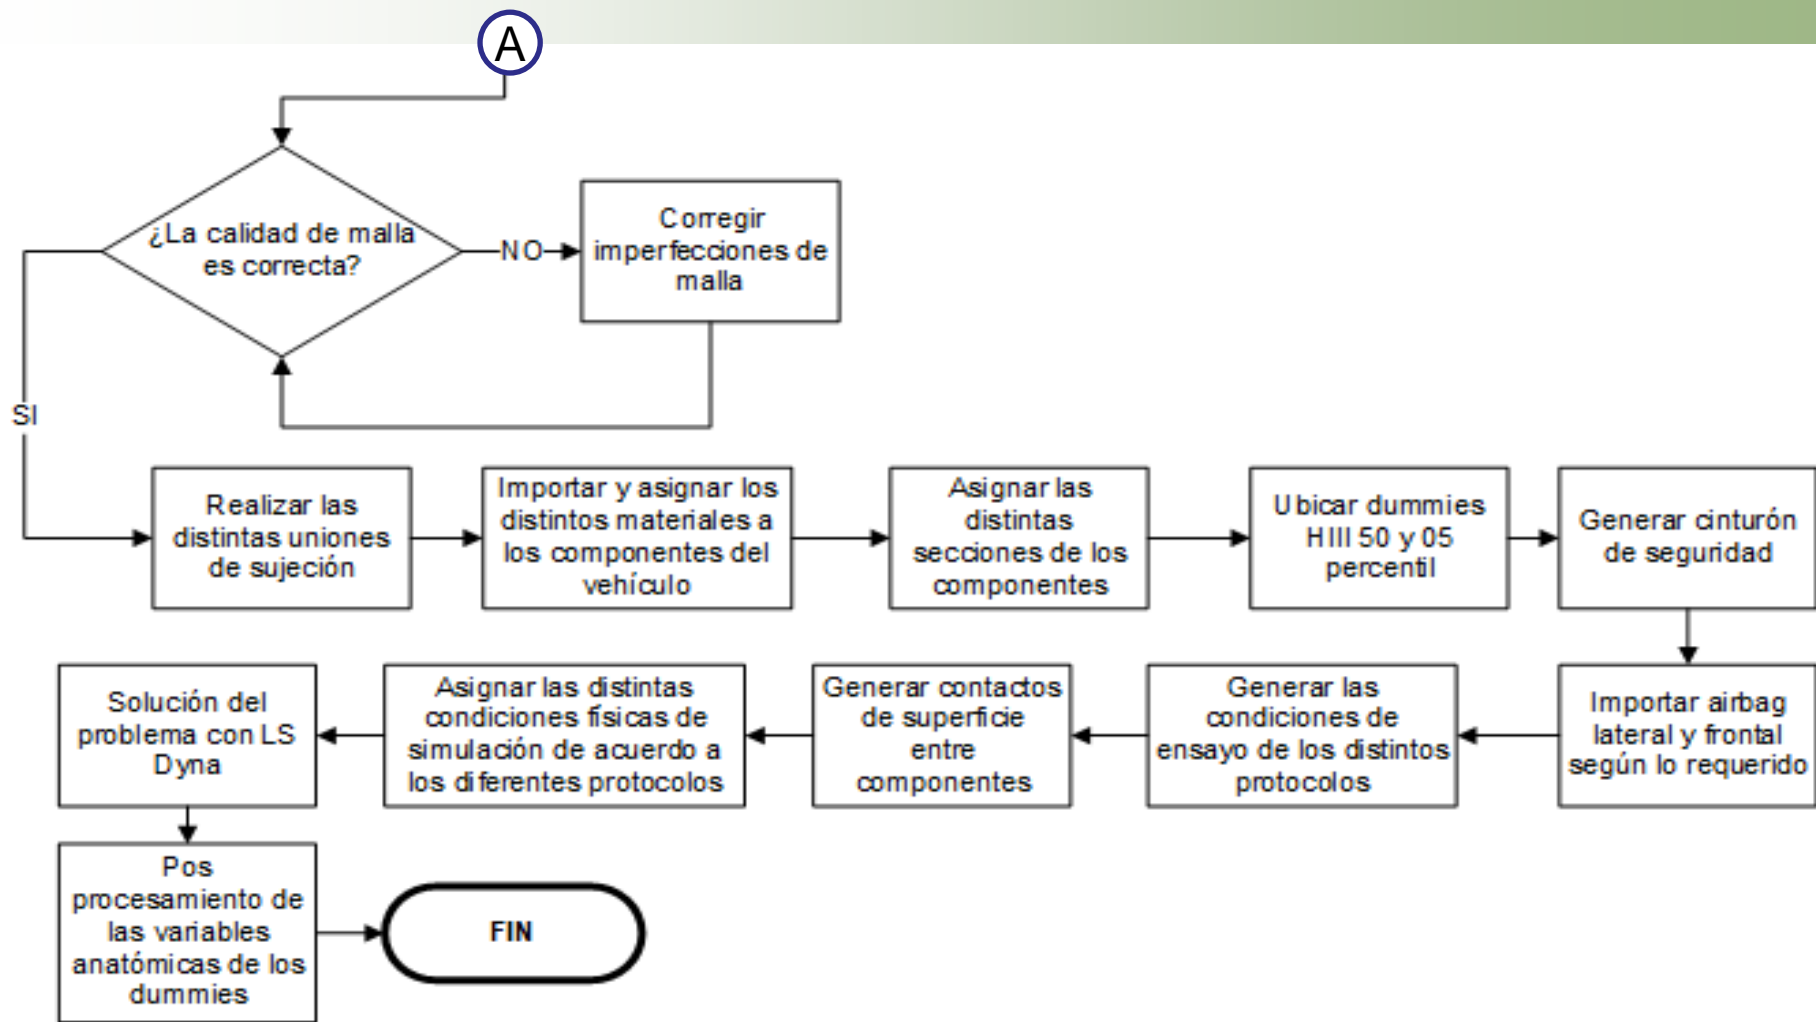 A
¿La calidad de malla
es correcta?
NO
Corregir
imperfecciones de
malla
SI
Realizar las
distintas uniones
de sujeción
Importar y asignar los
distintos materiales a
los componentes del
vehículo
Asignar las
distintas
secciones de los
componentes
Ubicar dummies
HIII 50 y 05
percentil
Generar cinturón
de seguridad
Importar airbag
lateral y frontal
según lo requerido
Generar las
condiciones de
ensayo de los distintos
protocolos
Generar contactos
de superficie
entre
componentes
Asignar las distintas
condiciones físicas de
simulación de acuerdo a
los diferentes protocolos
Solución del
problema con LS
Dyna
Pos
procesamiento de
las variables
anatómicas de los
dummies
FIN